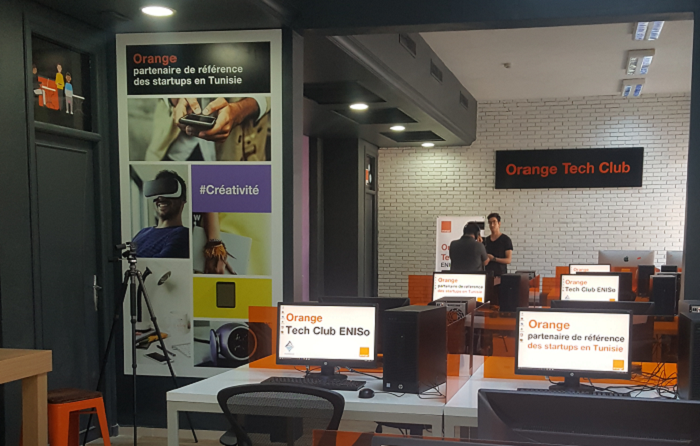 Orange
partenaire de référence
des startups en Tunisie
#Créativité
Orange Tech Club
Orange
Tech Club ENISo
Orange
Tech Club ENISo
Orange
partenaire de référence
des startups en Tunisie
Orange
partenaire de référence
des startups en Tunisie